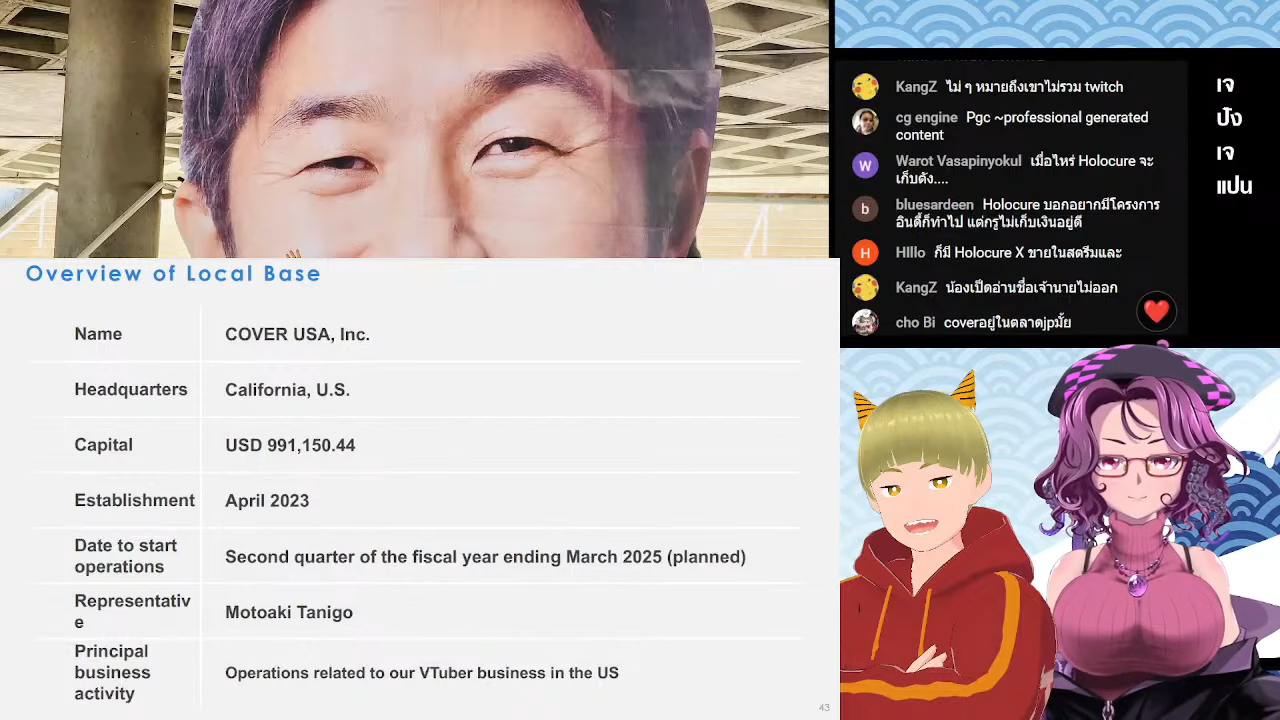 Overview of Local Base
Name
COVER USA, Inc.
Headquarters
California, U.S.
Capital
USD 991,150.44
Establishment
April 2023
Date to start
operations
Second quarter of the fiscal year ending March 2025 (planned)
Representativ
e
Motoaki Tanigo
Principal
business
activity
Operations related to our VTuber business in the US
43
KangZ ไม่ ๆ หมายถึงเขาไม่รวม twitch
cg engine Pgc ~professional generated
content
W
Warot Vasapinyokul เมื่อไหร่ Holocure จะ
เก็บตัง....
b
bluesardeen Holocure บอกอยากมีโครงการ
อินดี้ก็ทำไป แต่กรูไม่เก็บเงินอยู่ดี
H
HIllo ก็มี Holocure X ขายในสตรีมและ
KangZ น้องเป็ดอ่านชื่อเจ้านายไม่ออก
cho Bi coverอยู่ในตลาดjpมั้ย
เจ
ปัง
เจ
แปน